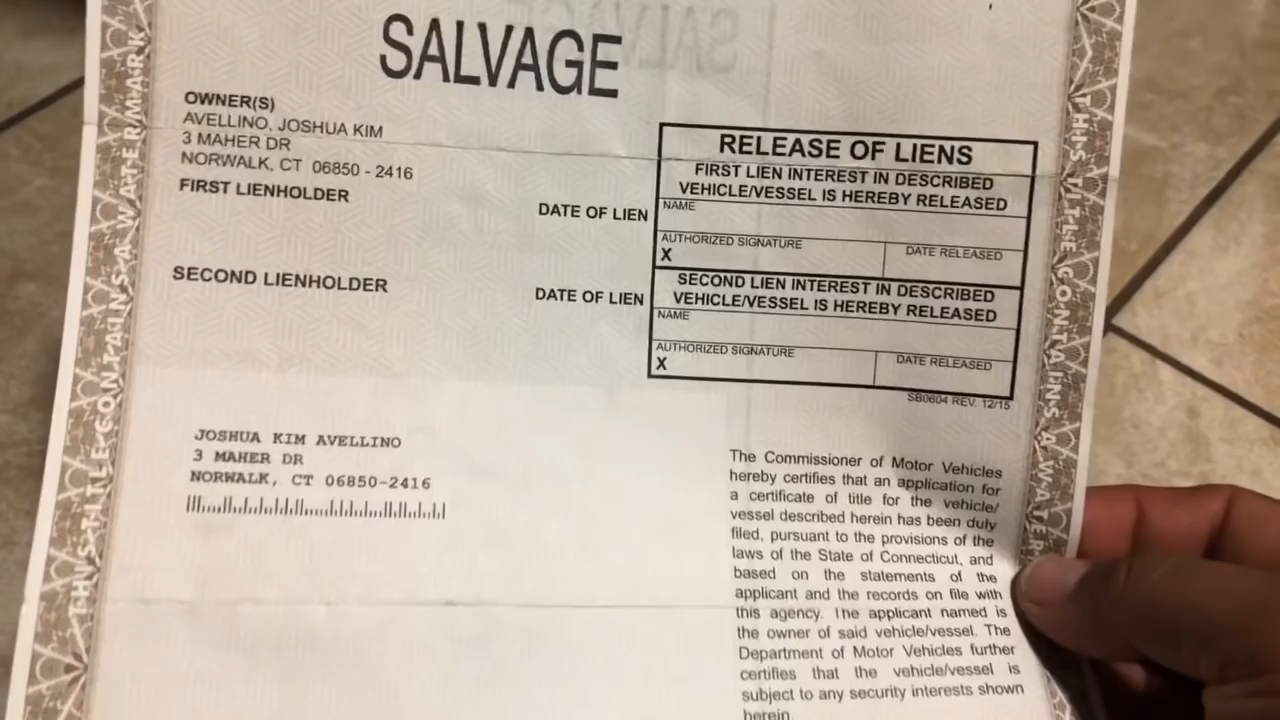 SALVAGE
OWNER(S)
AVELLINO, JOSHUA KIM
3 MAHER DR
NORWALK, CT 06850 - 2416
FIRST LIENHOLDER
DATE OF LIEN
SECOND LIENHOLDER
DATE OF LIEN
RELEASE OF LIENS
FIRST LIEN INTEREST IN DESCRIBED
VEHICLE/VESSEL IS HEREBY RELEASED
NAME
AUTHORIZED SIGNATURE
DATE RELEASED
X
SECOND LIEN INTEREST IN DESCRIBED
VEHICLE/VESSEL IS HEREBY RELEASED
NAME
AUTHORIZED SIGNATURE
DATE RELEASED
X
SB0604 REV. 12/15
JOSHUA KIM AVELLINO
3 MAHER DR
NORWALK, CT 06850-2416
The Commissioner of Motor Vehicles
hereby certifies that an application for
a certificate of title for the vehicle/
vessel described herein has been duly
filed, pursuant to the provisions of the
laws of the State of Connecticut, and
based on the statements of the
applicant and the records on file with
this agency. The applicant named is
the owner of said vehicle/vessel. The
Department of Motor Vehicles further
certifies that the vehicle/vessel is
subject to any security interests shown
herein.
THIS TITLE CONTAINS A WATERMARK
THIS TITLE CONTAINS A WATER